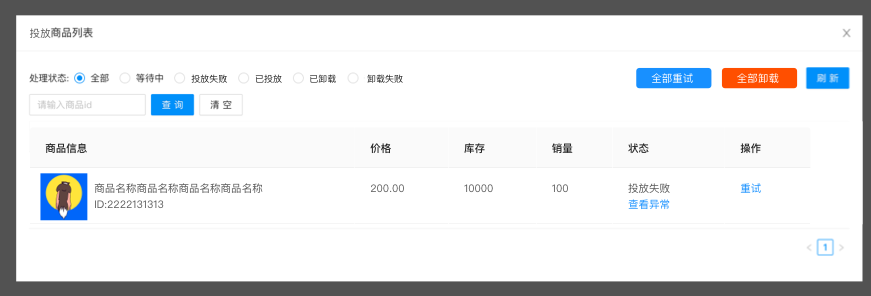 投放商品列表 X
处理状态: 全部 等待中 投放失败 已投放 已卸载 卸载失败 全部重试 全部卸载 刷 新
请输入商品id 查 询 清 空
商品信息 价格 库存 销量 状态 操作
商品名称商品名称商品名称商品名称 200.00 10000 100 投放失败 重试
ID:2222131313 查看异常
< 1 >